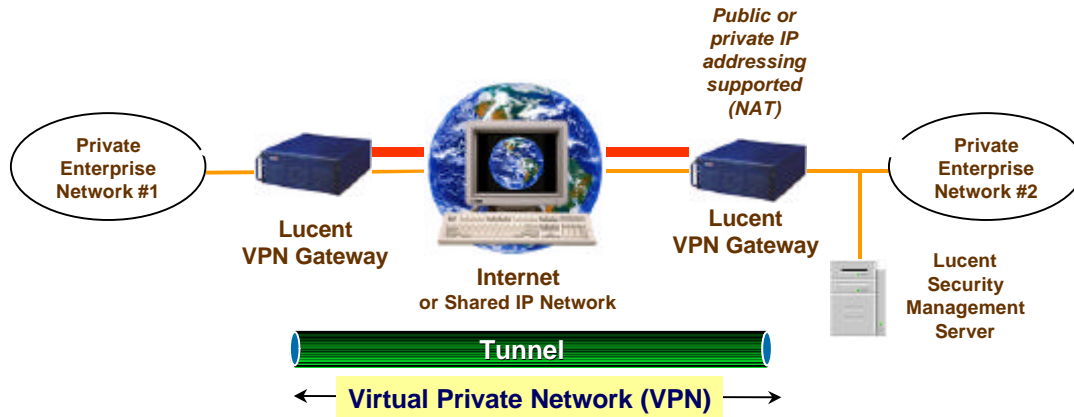 Public or
private IP
addressing
supported
(NAT)
Private
Enterprise
Network #1
Lucent
VPN Gateway
Internet
or Shared IP Network
Lucent
VPN Gateway
Private
Enterprise
Network #2
Lucent
Security
Management
Server
Tunnel
Virtual Private Network (VPN)